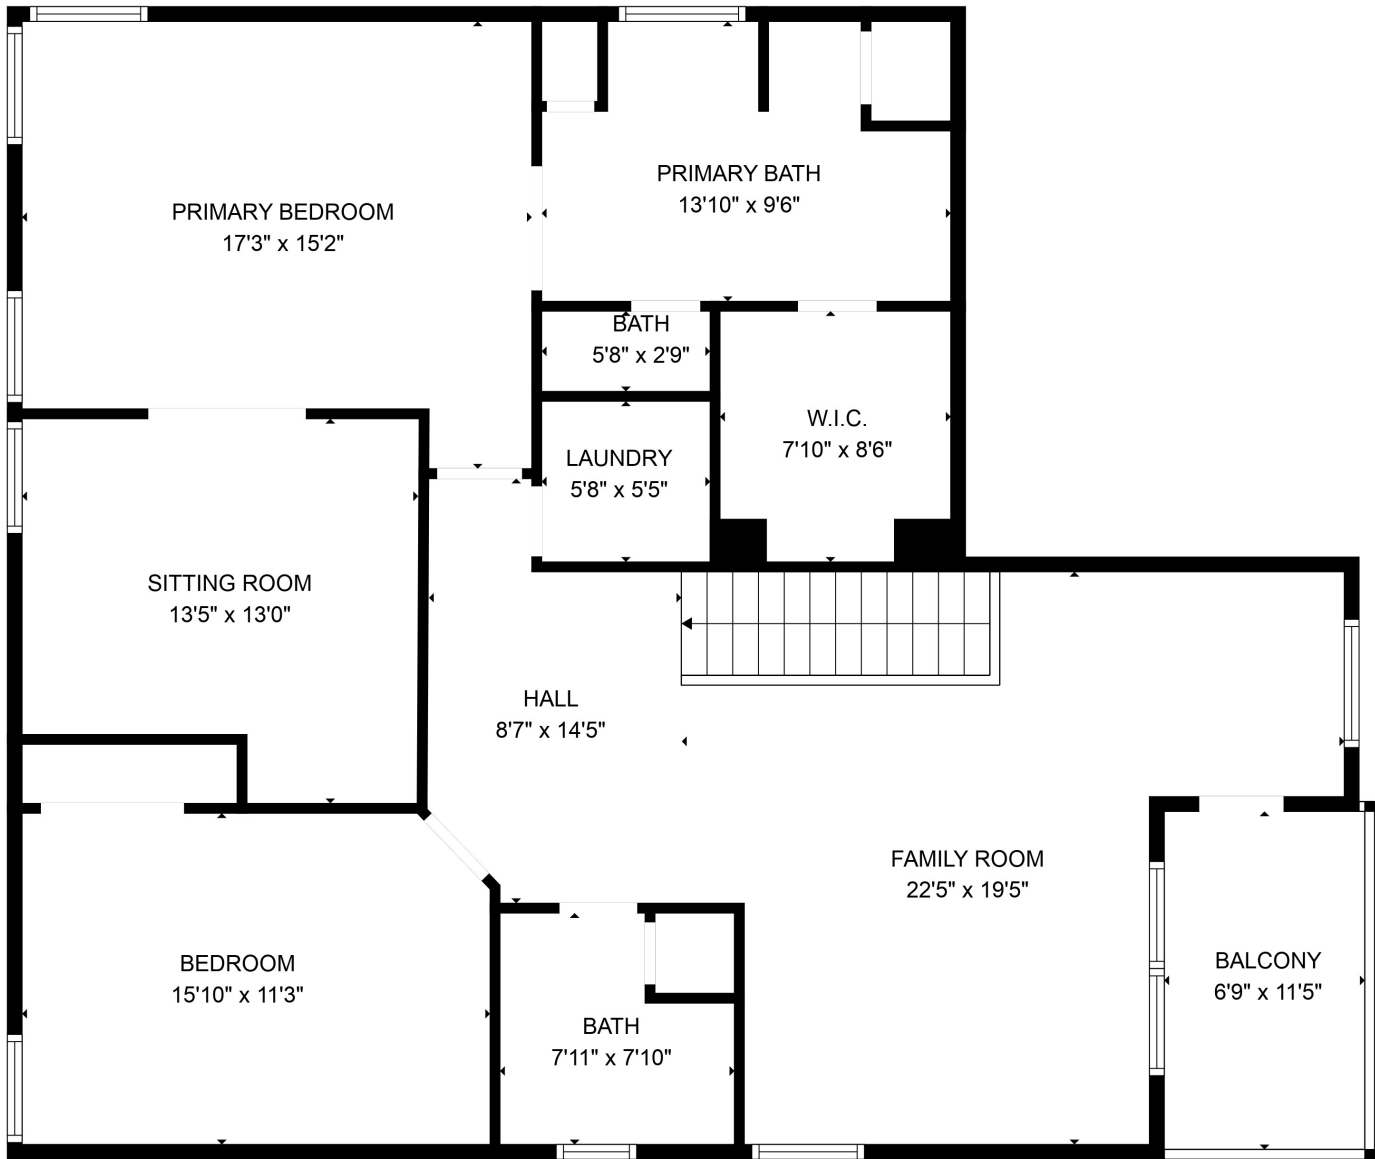 PRIMARY BEDROOM
17'3" x 15'2"
PRIMARY BATH
13'10" x 9'6"
BATH
5'8" x 2'9"
W.I.C.
7'10" x 8'6"
LAUNDRY
5'8" x 5'5"
SITTING ROOM
13'5" x 13'0"
HALL
8'7" x 14'5"
FAMILY ROOM
22'5" x 19'5"
BEDROOM
15'10" x 11'3"
BATH
7'11" x 7'10"
BALCONY
6'9" x 11'5"